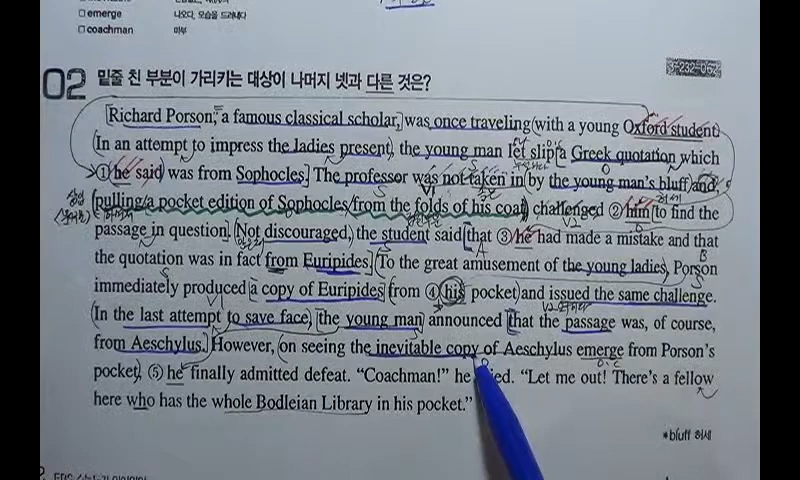 □ emerge 나오다, 모습을 드러내다
□ coachman 마부
02 밑줄 친 부분이 가리키는 대상이 나머지 넷과 다른 것은?
Richard Porson, a famous classical scholar, was once traveling with a young Oxford student.
In an attempt to impress the ladies present, the young man let slip a Greek quotation which
① he said was from Sophocles. The professor was not taken in by the young man's bluff and,
pulling a pocket edition of Sophocles from the folds of his coat, challenged ② him to find the
passage in question. Not discouraged, the student said that ③ he had made a mistake and that
the quotation was in fact from Euripides. To the great amusement of the young ladies, Porson
immediately produced a copy of Euripides from ④ his pocket and issued the same challenge.
In the last attempt to save face, the young man announced that the passage was, of course,
from Aeschylus. However, on seeing the inevitable copy of Aeschylus emerge from Porson's
pocket, ⑤ he finally admitted defeat. "Coachman!" he "Let me out! There's a fellow
here who has the whole Bodleian Library in his pocket."
*bluff 허세